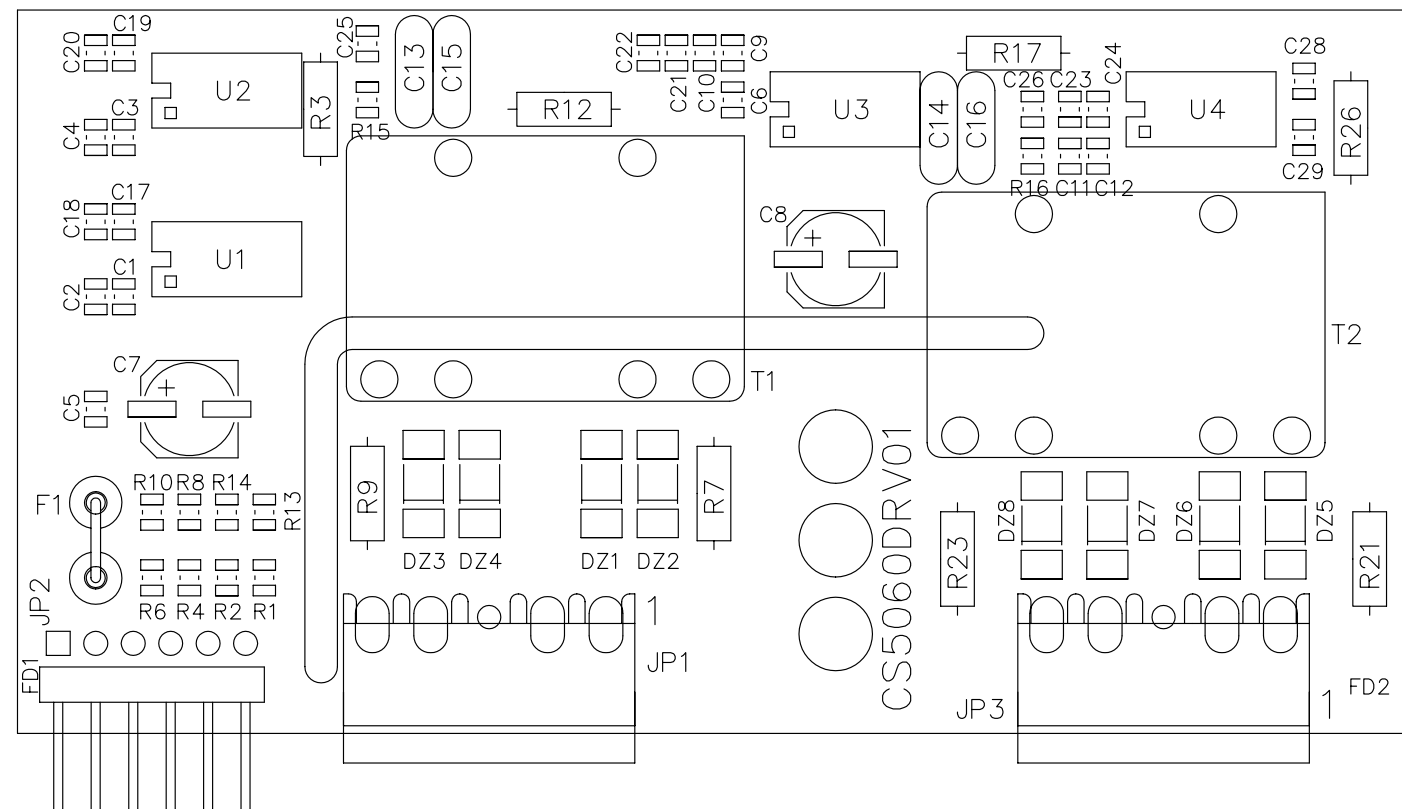 C19
C20
C25
C13
C15
C22
C21
C10
C9
C6
R17
C26
C23
C24
C28
U2
R3
R12
U3
C14
C16
U4
R26
C4
C3
R15
R16
C11
C12
C29
C18
C17
U1
C8
C2
C1
T1
T2
C7
C5
F1
R10
R8
R14
R13
R9
DZ3
DZ4
DZ1
DZ2
R7
CS5060DRV01
R23
DZ8
DZ7
DZ6
DZ5
R21
JP2
R6
R4
R2
R1
1
JP1
FD1
JP3
1
FD2